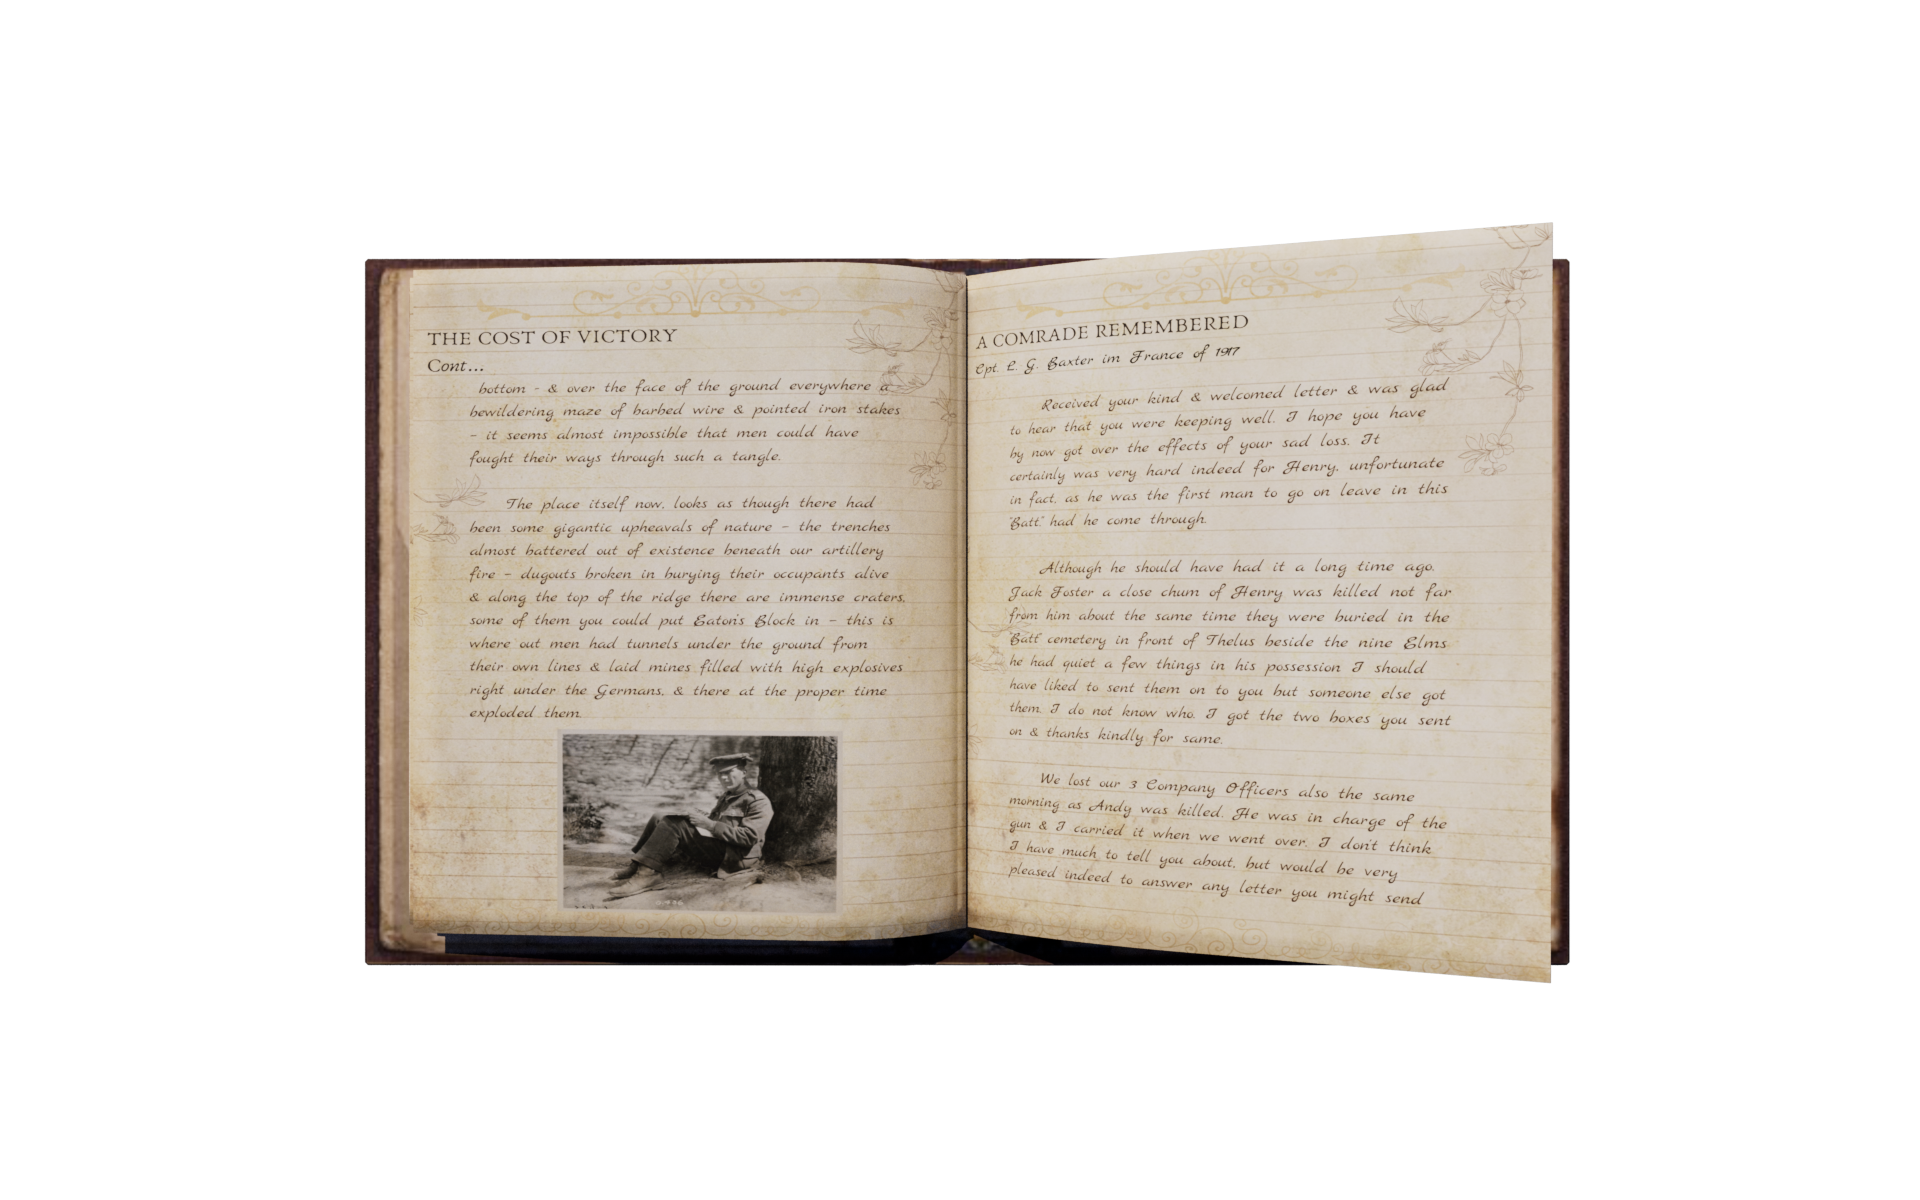 THE COST OF VICTORY
Cont...
bottom - & over the face of the ground everywhere a
bewildering maze of barbed wire & pointed iron stakes
- it seems almost impossible that men could have
fought their ways through such a tangle.
The place itself now, looks as though there had
been some gigantic upheavals of nature - the trenches
almost battered out of existence beneath our artillery
fire - dugouts broken in burying their occupants alive
& along the top of the ridge there are immense craters,
some of them you could put Eaton's Block in - this is
where out men had tunnels under the ground from
their own lines & laid mines filled with high explosives
right under the Germans, & there at the proper time
exploded them.
A COMRADE REMEMBERED
Cpt. L. G. Baxter im France of 1917
Received your kind & welcomed letter & was glad
to hear that you were keeping well. I hope you have
by now got over the effects of your sad loss. It
certainly was very hard indeed for Henry, unfortunate
in fact, as he was the first man to go on leave in this
"Batt" had he come through.
Although he should have had it a long time ago.
Jack Foster a close chum of Henry was killed not far
from him about the same time they were buried in the
"Batt" cemetery in front of Thelus beside the nine Elms
he had quiet a few things in his possession I should
have liked to sent them on to you but someone else got
them. I do not know who. I got the two boxes you sent
on & thanks kindly for same.
We lost our 3 Company Officers also the same
morning as Andy was killed. He was in charge of the
gun & I carried it when we went over. I don't think
I have much to tell you about, but would be very
pleased indeed to answer any letter you might send